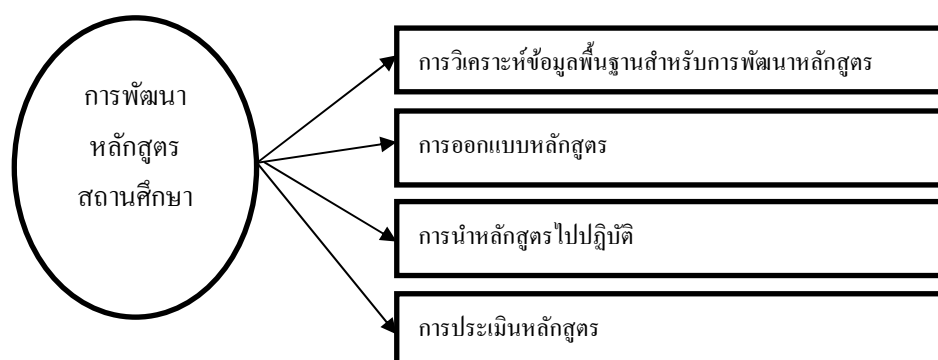 การพัฒนา
หลักสูตร
สถานศึกษา
การวิเคราะห์ข้อมูลพื้นฐานสำหรับการพัฒนาหลักสูตร
การออกแบบหลักสูตร
การนำหลักสูตรไปปฏิบัติ
การประเมินหลักสูตร